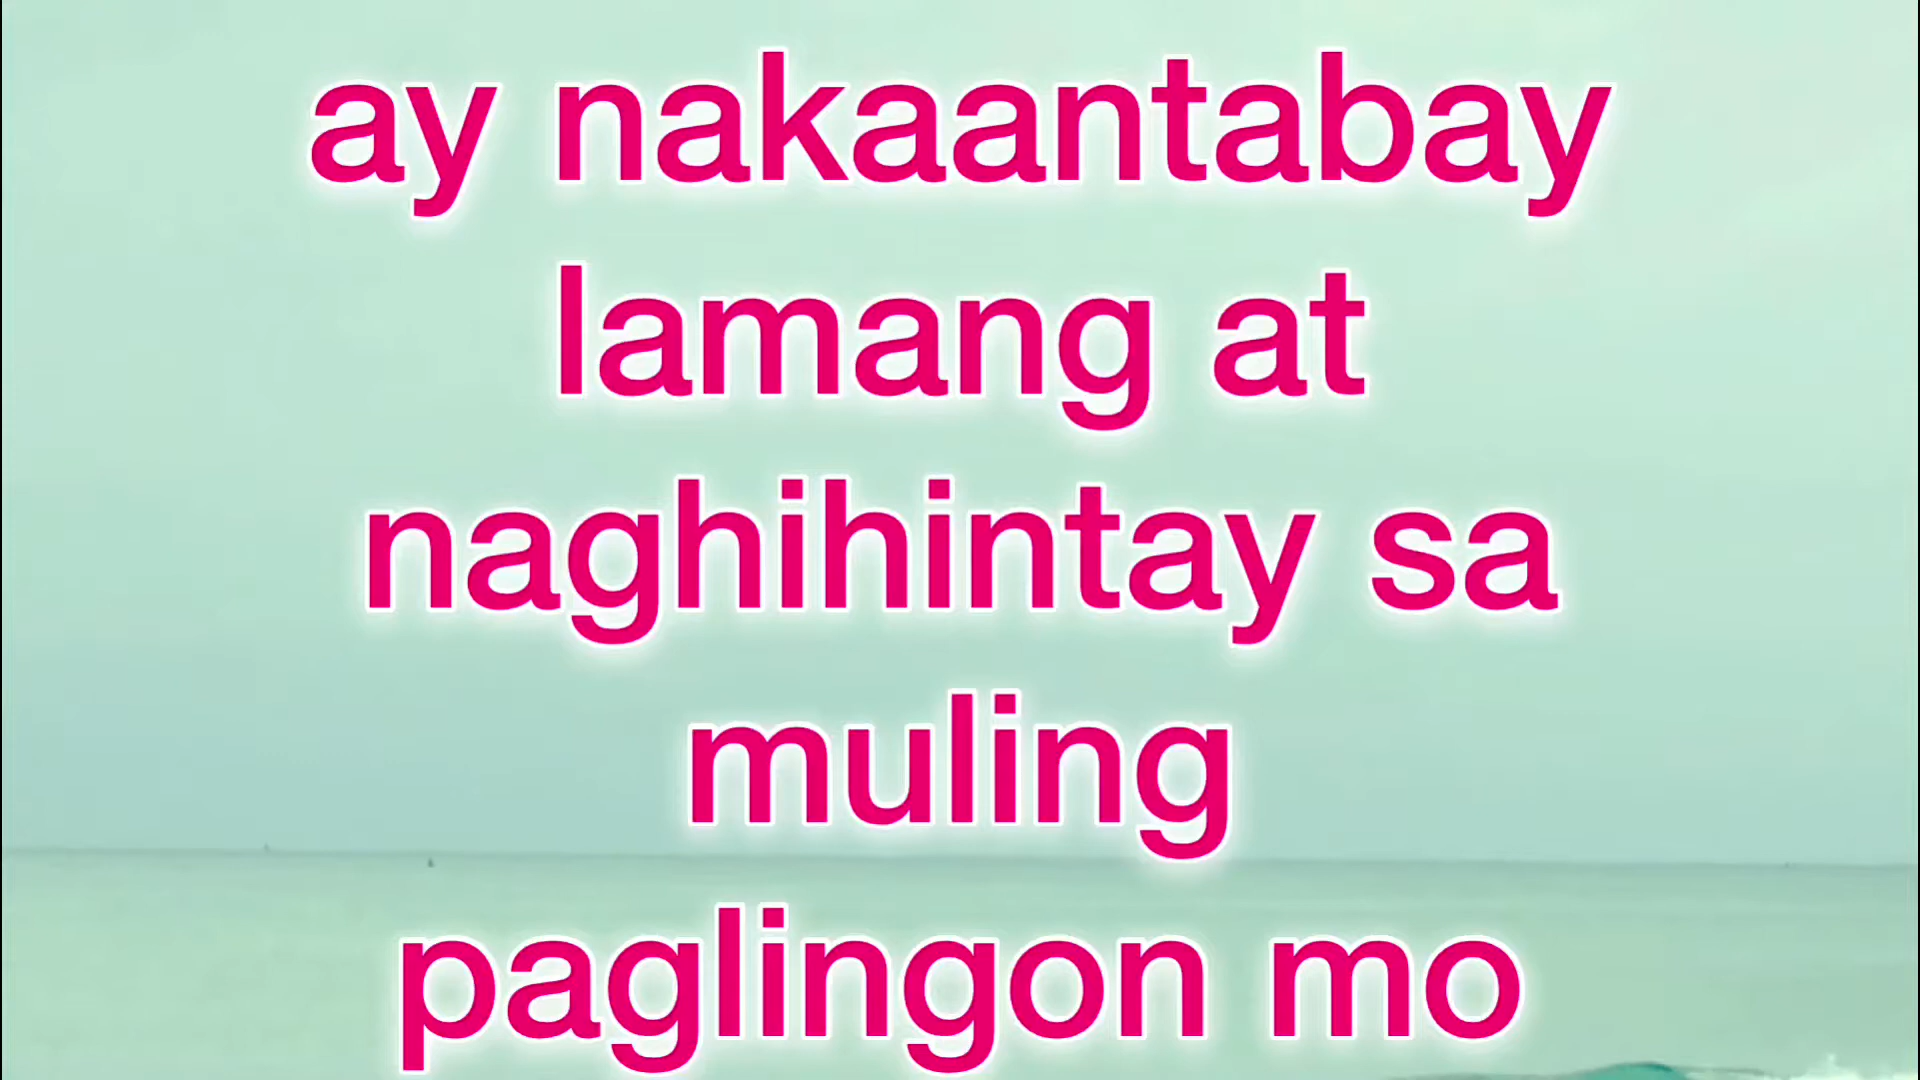 ay nakaantabay
lamang at
naghihintay sa
muling
paglingon mo